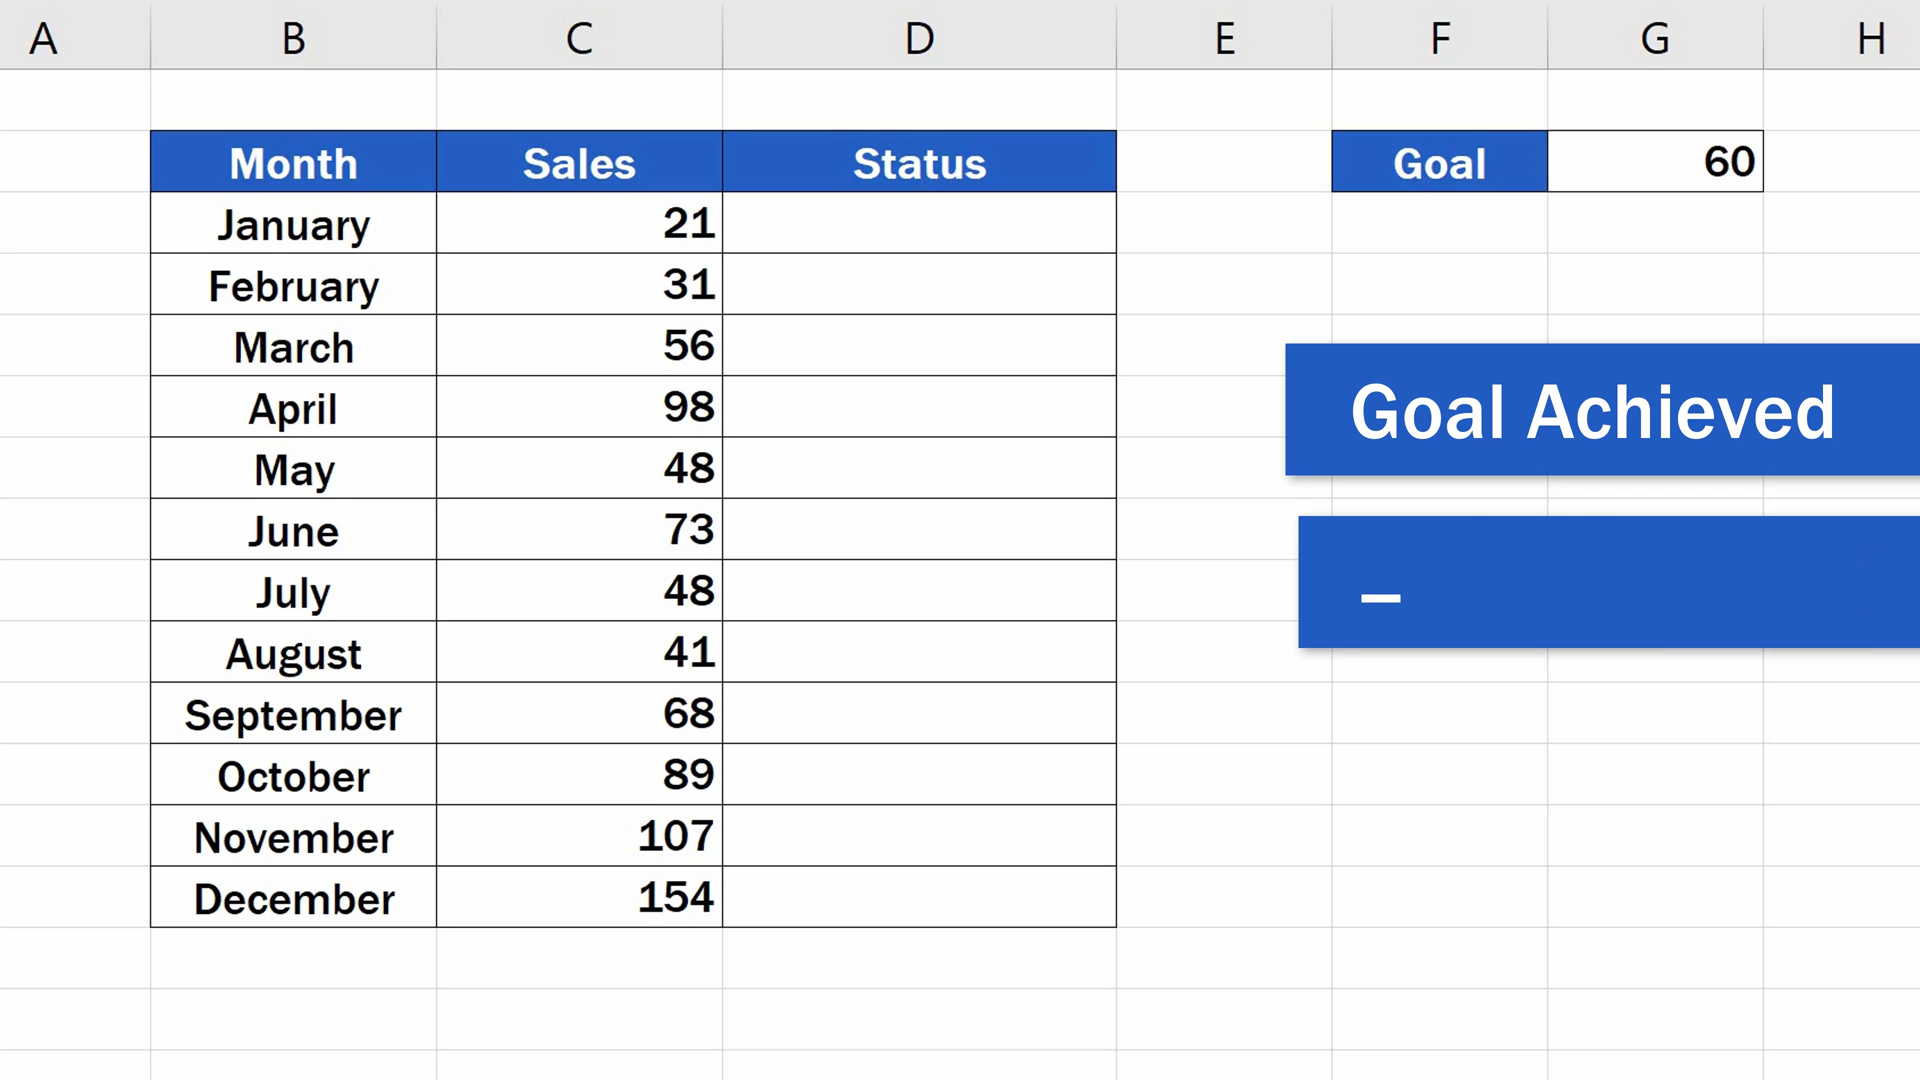 A B C D E F G H
Month Sales Status Goal 60
January 21
February 31
March 56
Goal Achieved
April 98
May 48
June 73
_
July 48
August 41
September 68
October 89
November 107
December 154